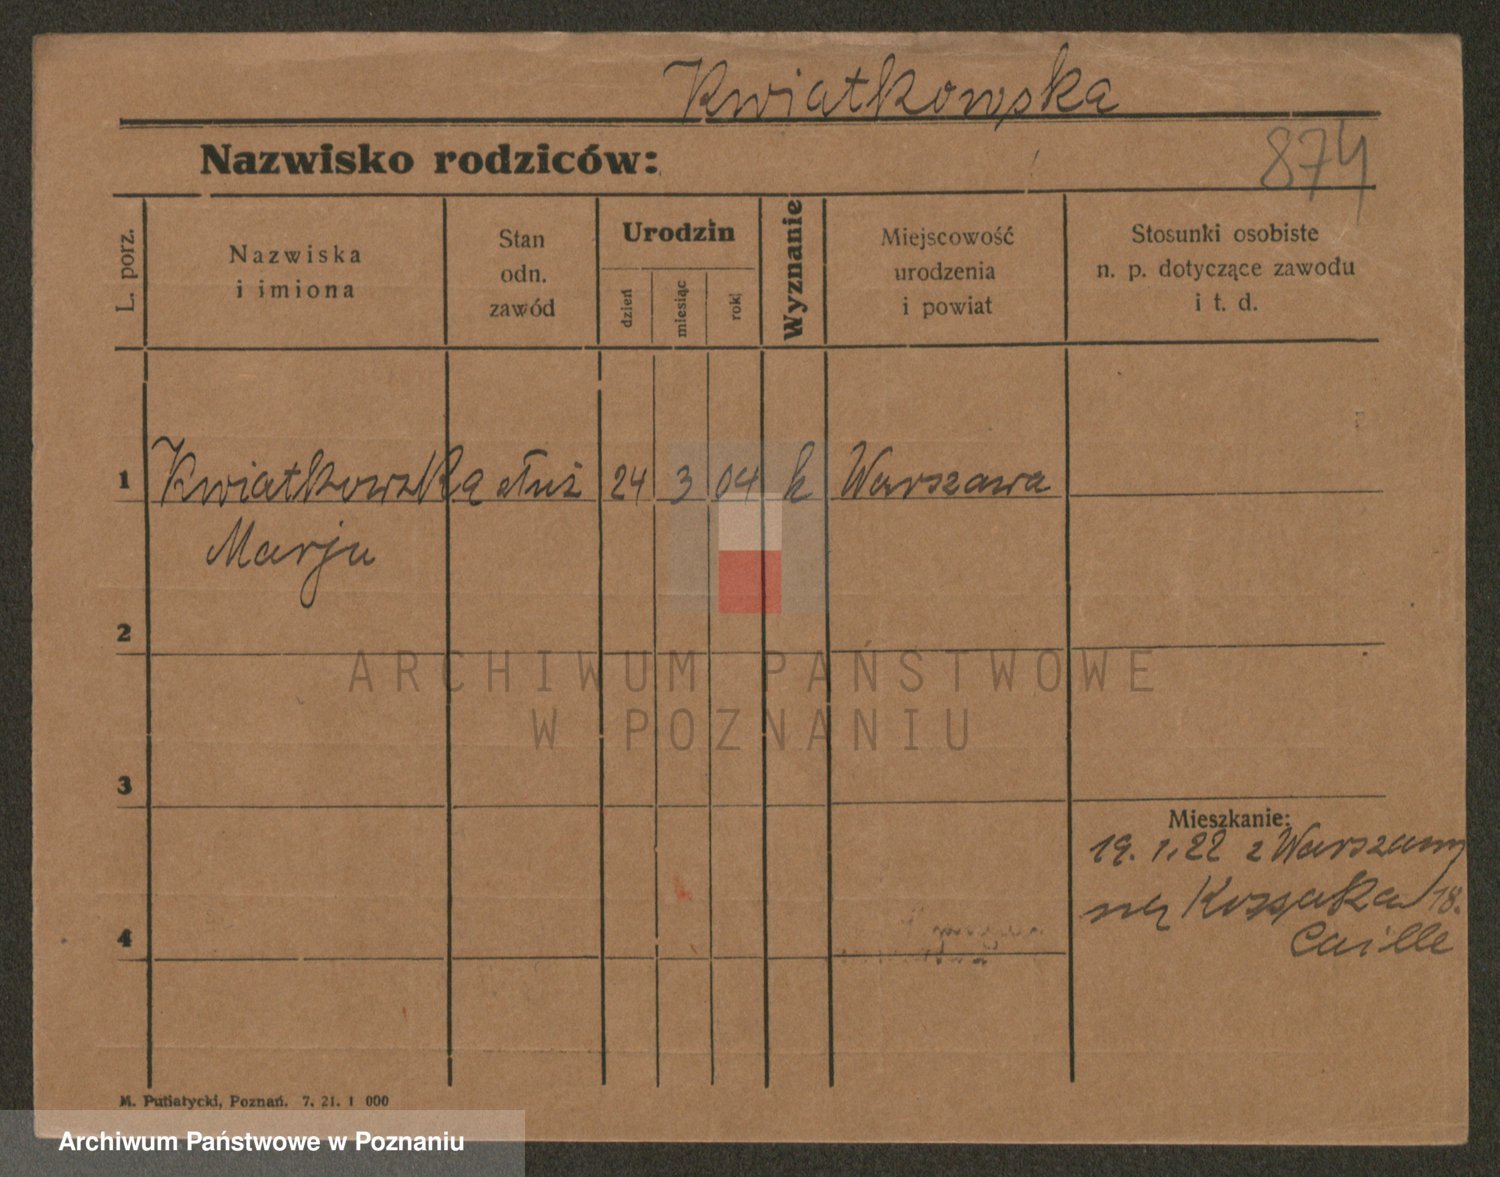 Kwiatkowska
Nazwisko rodziców:
874
L. porz.
Nazwiska
i imiona
Stan
odn.
zawód
Urodzin
dzień
miesiąc
rok
Wyznanie
Miejscowość
urodzenia
i powiat
Stosunki osobiste
n. p. dotyczące zawodu
i t. d.
1 Kwiatkowska służ 24 3 04 k Warszawa
Marja
2
ARCHIWUM PAŃSTWOWE
W POZNANIU
3
Mieszkanie:
19. 1. 22 z Warszawy
18.
4
M. Putiatycki, Poznań. 7. 21. 1 000
Archiwum Państwowe w Poznaniu